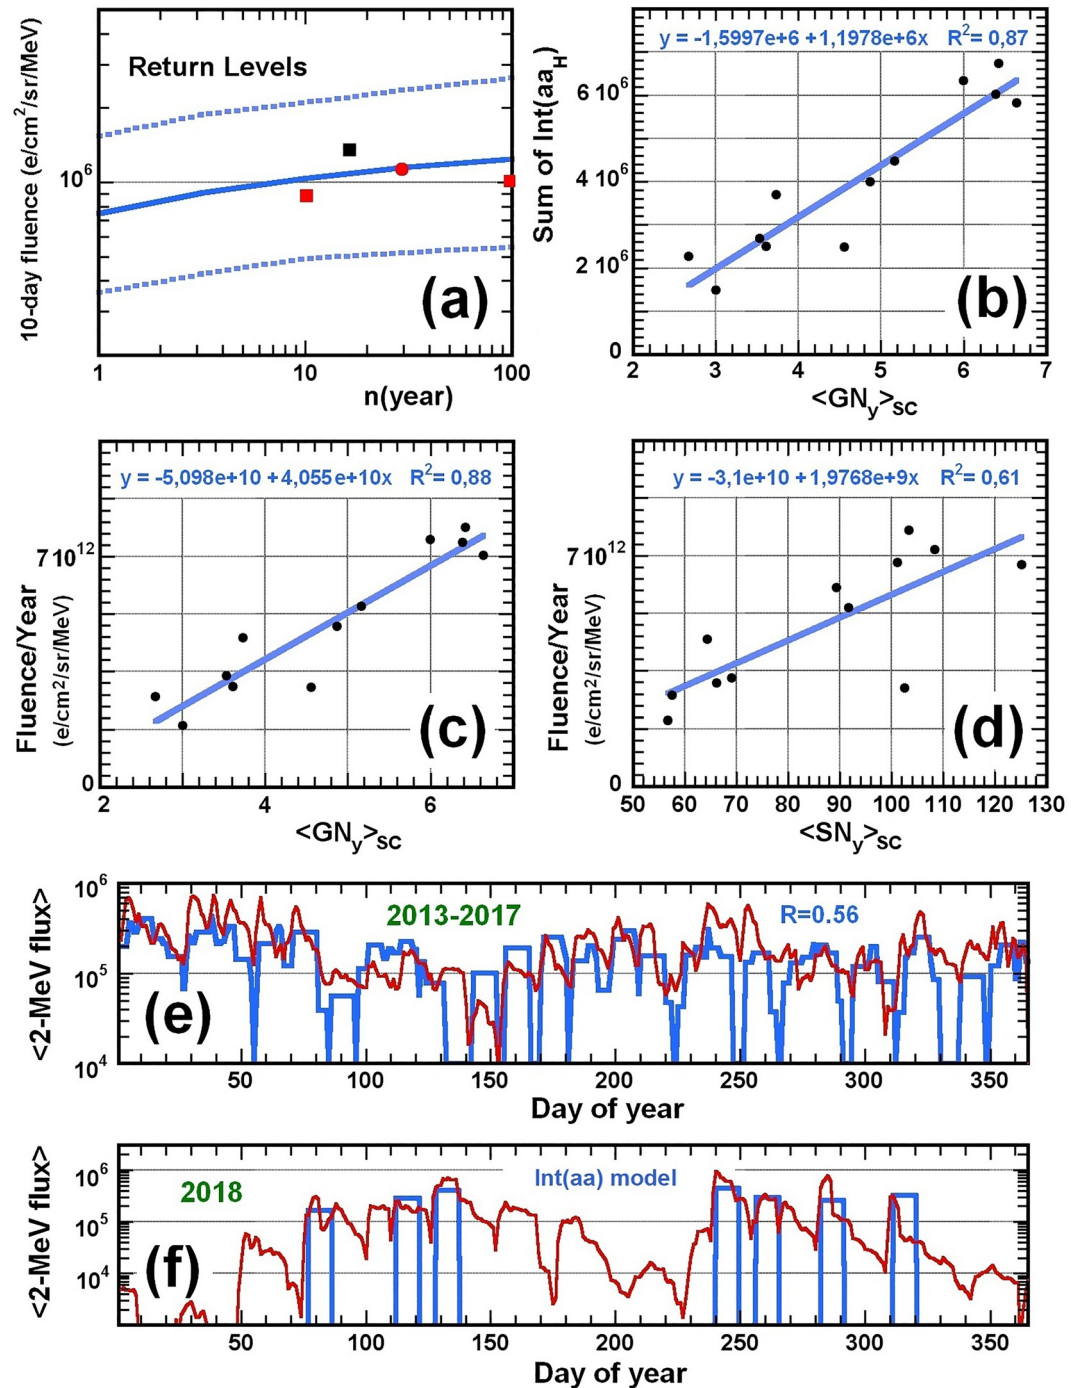 Return Levels
10-day fluence (e/cm²/sr/MeV)
10⁶
(a)
1 10 100
n(year)
y = -1,5997e+6 +1,1978e+6x R²= 0,87
Sum of Int(aa_H)
6 10⁶
4 10⁶
2 10⁶
0
(b)
2 3 4 5 6 7
<GN_y>_SC
y = -5,098e+10 +4,055e+10x R²= 0,88
Fluence/Year
(e/cm²/sr/MeV)
7 10¹²
0
(c)
2 4 6
<GN_y>_SC
y = -3,1e+10 +1,9768e+9x R²= 0,61
Fluence/Year
(e/cm²/sr/MeV)
7 10¹²
0
(d)
50 60 70 80 90 100 110 120 130
<SN_y>_SC
<2-MeV flux>
10⁶
10⁵
10⁴
2013-2017
R=0.56
(e)
50 100 150 200 250 300 350
Day of year
<2-MeV flux>
10⁶
10⁵
10⁴
2018
Int(aa) model
(f)
50 100 150 200 250 300 350
Day of year